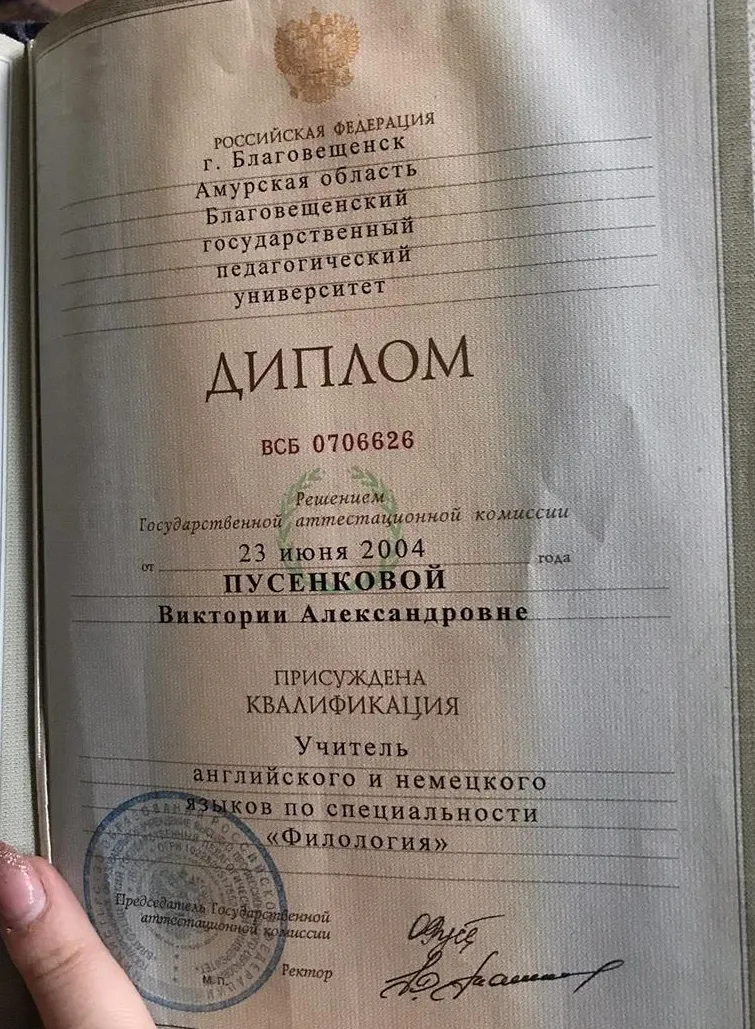 РОССИЙСКАЯ ФЕДЕРАЦИЯ
г. Благовещенск
Амурская область
Благовещенский
государственный
педагогический
университет
ДИПЛОМ
ВСБ 0706626
Решением
Государственной аттестационной комиссии
от 23 июня 2004 года
ПУСЕНКОВОЙ
Виктории Александровне
ПРИСУЖДЕНА
КВАЛИФИКАЦИЯ
Учитель
английского и немецкого
языков по специальности
«Филология»
Председатель Государственной
аттестационной комиссии
Ректор
М.П.